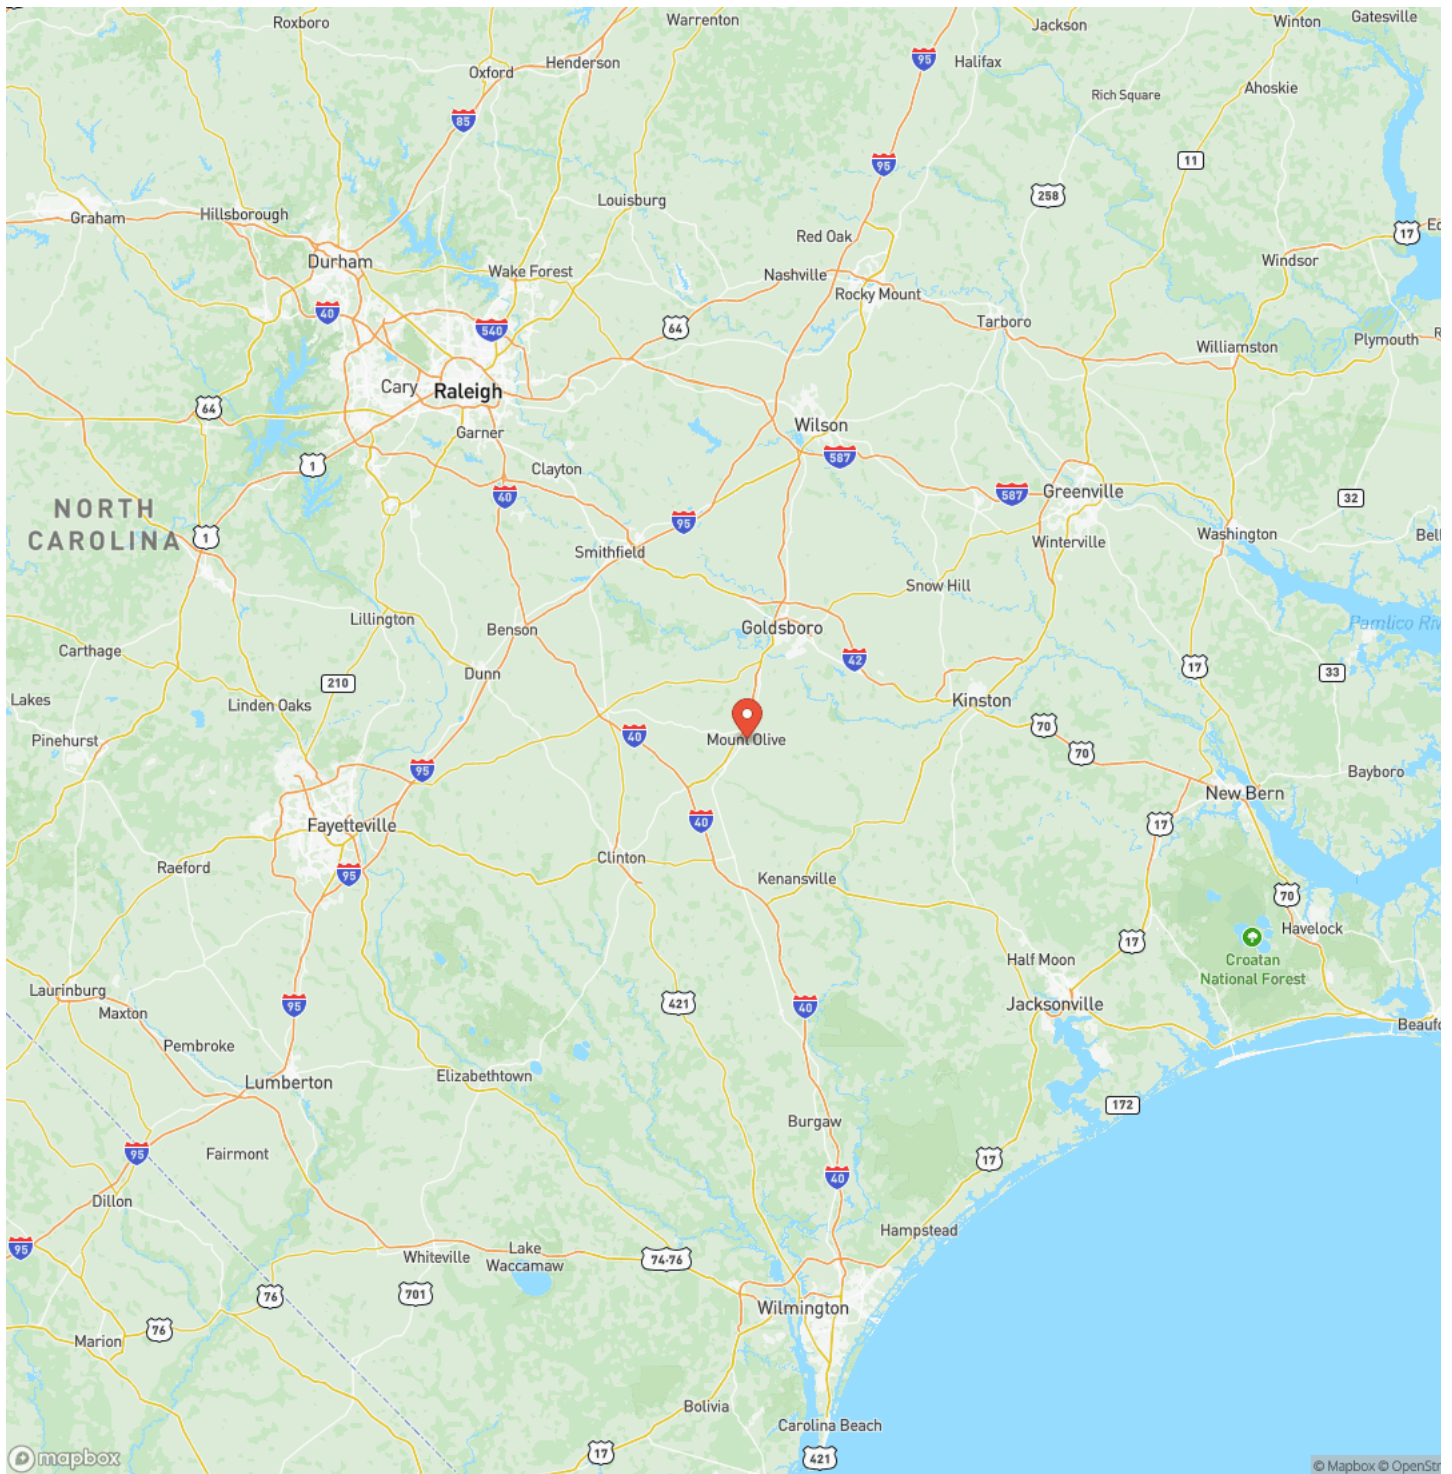 Roxboro
Warrenton
Jackson
Winton
Gatesville
Oxford
Henderson
95
Halifax
Rich Square
Ahoskie
85
95
11
258
Graham
Hillsborough
Louisburg
Red Oak
17
Durham
Wake Forest
Nashville
Windsor
Rocky Mount
40
540
64
Tarboro
Williamston
Plymouth
Cary
Raleigh
64
Garner
Wilson
587
1
Clayton
40
587
Greenville
32
NORTH
CAROLINA
1
95
Smithfield
Winterville
Washington
Bel
Snow Hill
Lillington
Benson
Goldsboro
Pamlico Riv
Carthage
42
17
33
Dunn
210
Lakes
Linden Oaks
Kinston
Pinehurst
40
Mount Olive
70
70
95
Bayboro
New Bern
Fayetteville
40
17
Raeford
95
Clinton
Kenansville
70
Havelock
17
Croatan
National Forest
Half Moon
Laurinburg
Maxton
95
421
40
Jacksonville
Beaufo
Pembroke
Lumberton
Elizabethtown
172
Burgaw
95
Fairmont
17
40
Dillon
Hampstead
95
Whiteville
Lake
Waccamaw
74-76
76
701
Wilmington
76
Marion
Bolivia
Carolina Beach
17
421
mapbox
© Mapbox © OpenStr